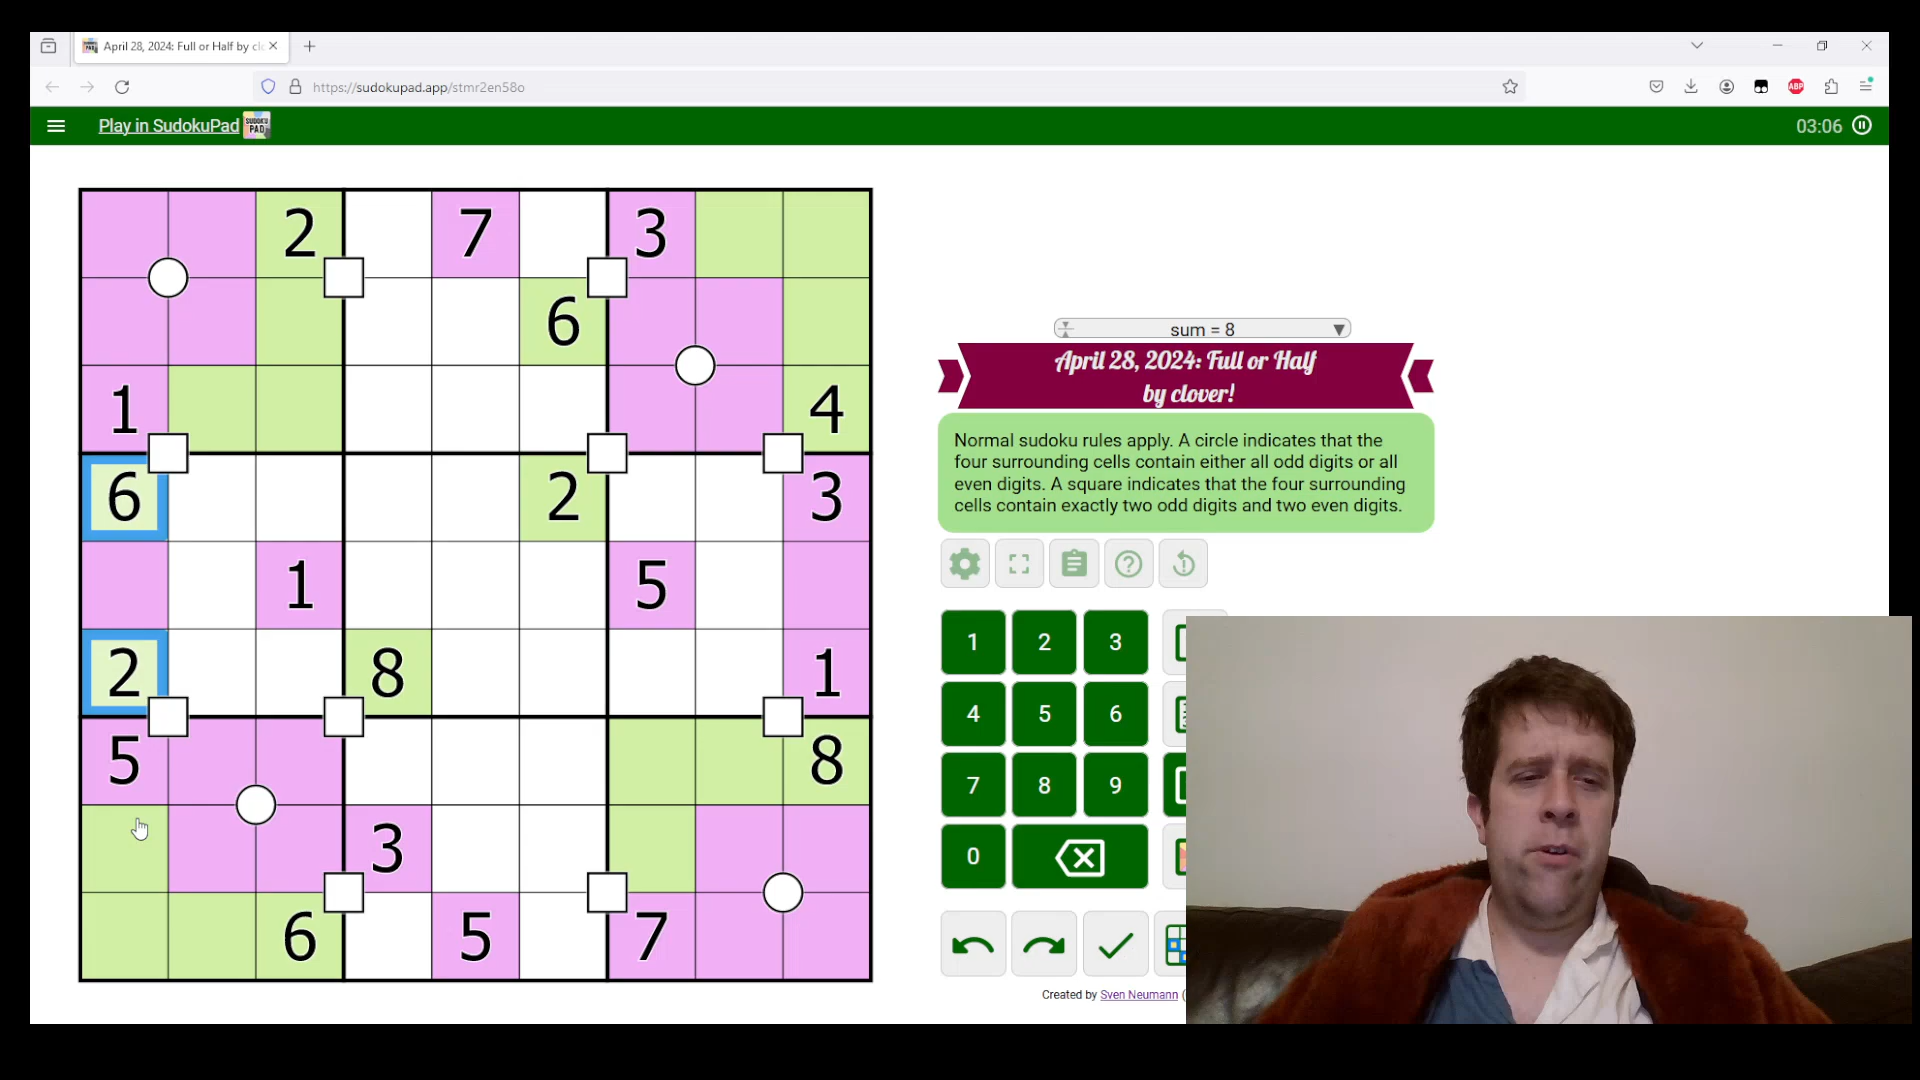 April 28, 2024: Full or Half by clo
https://sudokupad.app/stmr2en58o
ABP
Play in SudokuPad
SUDOKU
PAD
03:06
2 7 3
6
1 4
6 2 3
1 5
2 8 1
5 8
3
6 5 7
sum = 8
April 28, 2024: Full or Half
by clover!
Normal sudoku rules apply. A circle indicates that the
four surrounding cells contain either all odd digits or all
even digits. A square indicates that the four surrounding
cells contain exactly two odd digits and two even digits.
1 2 3
4 5 6
7 8 9
0
Created by Sven Neumann (